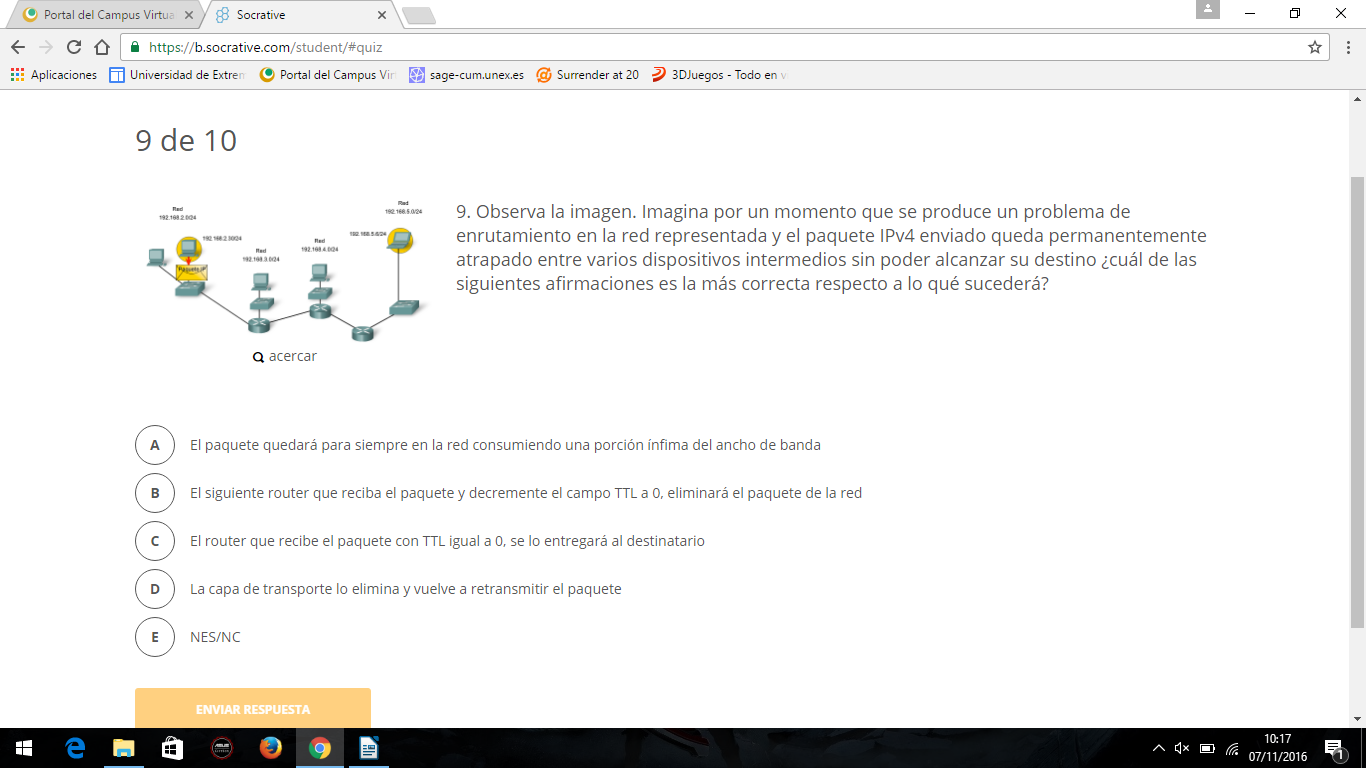 Portal del Campus Virtua
Socrative
https://b.socrative.com/student/#quiz
Aplicaciones
Universidad de Extrem
Portal del Campus Vir
sage-cum.unex.es
Surrender at 20
3DJuegos - Todo en v
9 de 10
Red
192.168.2.0/24
192.168.2.30/24
Paquete IP
Red
192.168.3.0/24
Red
192.168.4.0/24
Red
192.168.5.0/24
192.168.5.6/24
acercar
9. Observa la imagen. Imagina por un momento que se produce un problema de
enrutamiento en la red representada y el paquete IPv4 enviado queda permanentemente
atrapado entre varios dispositivos intermedios sin poder alcanzar su destino ¿cuál de las
siguientes afirmaciones es la más correcta respecto a lo qué sucederá?
A El paquete quedará para siempre en la red consumiendo una porción ínfima del ancho de banda
B El siguiente router que reciba el paquete y decremente el campo TTL a 0, eliminará el paquete de la red
C El router que recibe el paquete con TTL igual a 0, se lo entregará al destinatario
D La capa de transporte lo elimina y vuelve a retransmitir el paquete
E NES/NC
ENVIAR RESPUESTA
10:17
07/11/2016
1